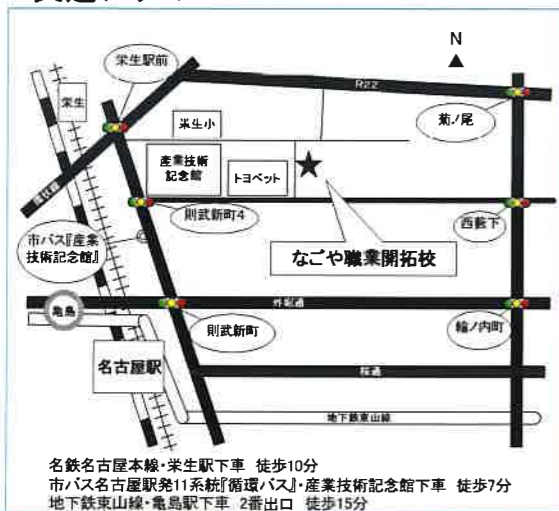 栄生駅前
N
R22
栄生
菊ノ尾
栄生小
産業技術
記念館
トヨペット
環状線
則武新町4
西藪下
市バス『産業
技術記念館』
なごや職業開拓校
外堀通
亀島
則武新町
輪ノ内町
名古屋駅
桜通
地下鉄東山線
名鉄名古屋本線・栄生駅下車 徒歩10分
市バス名古屋駅発11系統『循環バス』・産業技術記念館下車 徒歩7分
地下鉄東山線・亀島駅下車 2番出口 徒歩15分